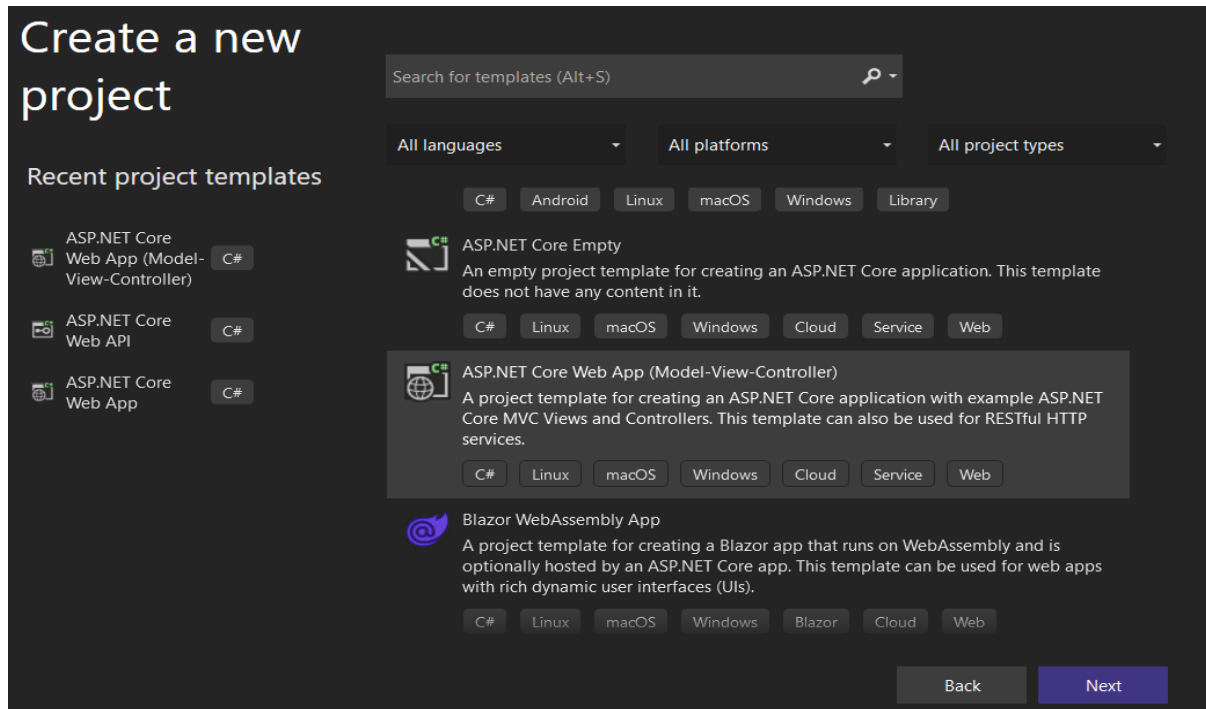 Create a new
project
Recent project templates
ASP.NET Core
Web App (Model-
View-Controller)
C#
ASP.NET Core
Web API
C#
ASP.NET Core
Web App
C#
Search for templates (Alt+S)
All languages
All platforms
All project types
C# Android Linux macOS Windows Library
ASP.NET Core Empty
An empty project template for creating an ASP.NET Core application. This template
does not have any content in it.
C# Linux macOS Windows Cloud Service Web
ASP.NET Core Web App (Model-View-Controller)
A project template for creating an ASP.NET Core application with example ASP.NET
Core MVC Views and Controllers. This template can also be used for RESTful HTTP
services.
C# Linux macOS Windows Cloud Service Web
Blazor WebAssembly App
A project template for creating a Blazor app that runs on WebAssembly and is
optionally hosted by an ASP.NET Core app. This template can be used for web apps
with rich dynamic user interfaces (UIs).
C# Linux macOS Windows Blazor Cloud Web
Back
Next